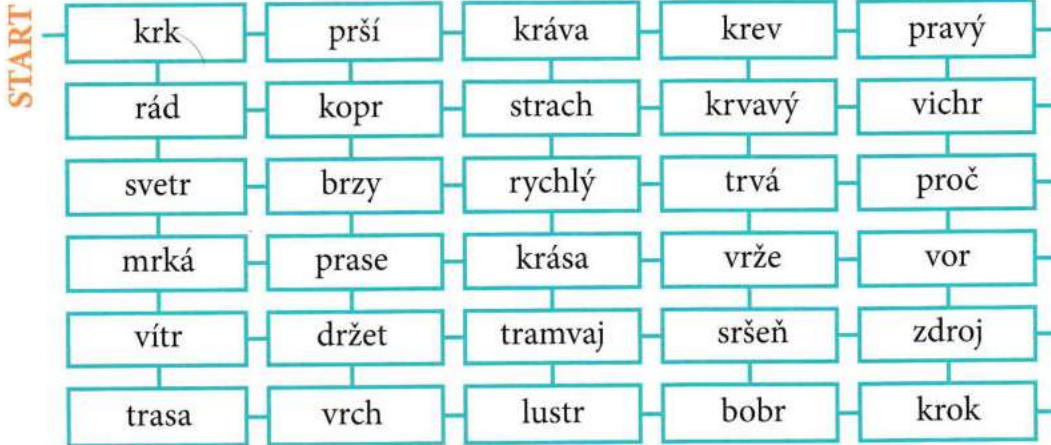 START
krk prší kráva krev pravý
rád kopr strach krvavý vichr
svetr brzy rychlý trvá proč
mrká prase krása vrže vor
vítr držet tramvaj sršeň zdroj
trasa vrch lustr bobr krok